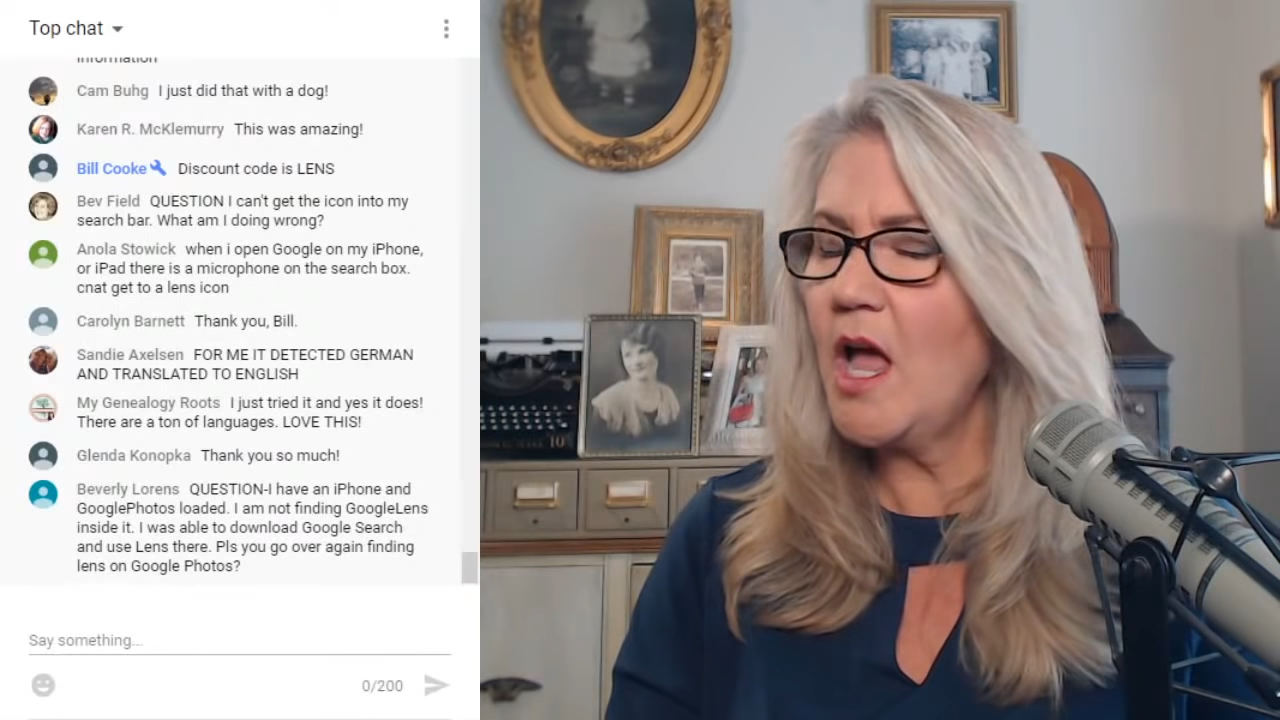 Top chat
information
Cam Buhg I just did that with a dog!
Karen R. McKlemurry This was amazing!
Bill Cooke Discount code is LENS
Bev Field QUESTION I can't get the icon into my
search bar. What am I doing wrong?
Anola Stowick when i open Google on my iPhone,
or iPad there is a microphone on the search box.
cnat get to a lens icon
Carolyn Barnett Thank you, Bill.
Sandie Axelsen FOR ME IT DETECTED GERMAN
AND TRANSLATED TO ENGLISH
My Genealogy Roots I just tried it and yes it does!
There are a ton of languages. LOVE THIS!
Glenda Konopka Thank you so much!
Beverly Lorens QUESTION-I have an iPhone and
GooglePhotos loaded. I am not finding GoogleLens
inside it. I was able to download Google Search
and use Lens there. Pls you go over again finding
lens on Google Photos?
Say something...
0/200
10